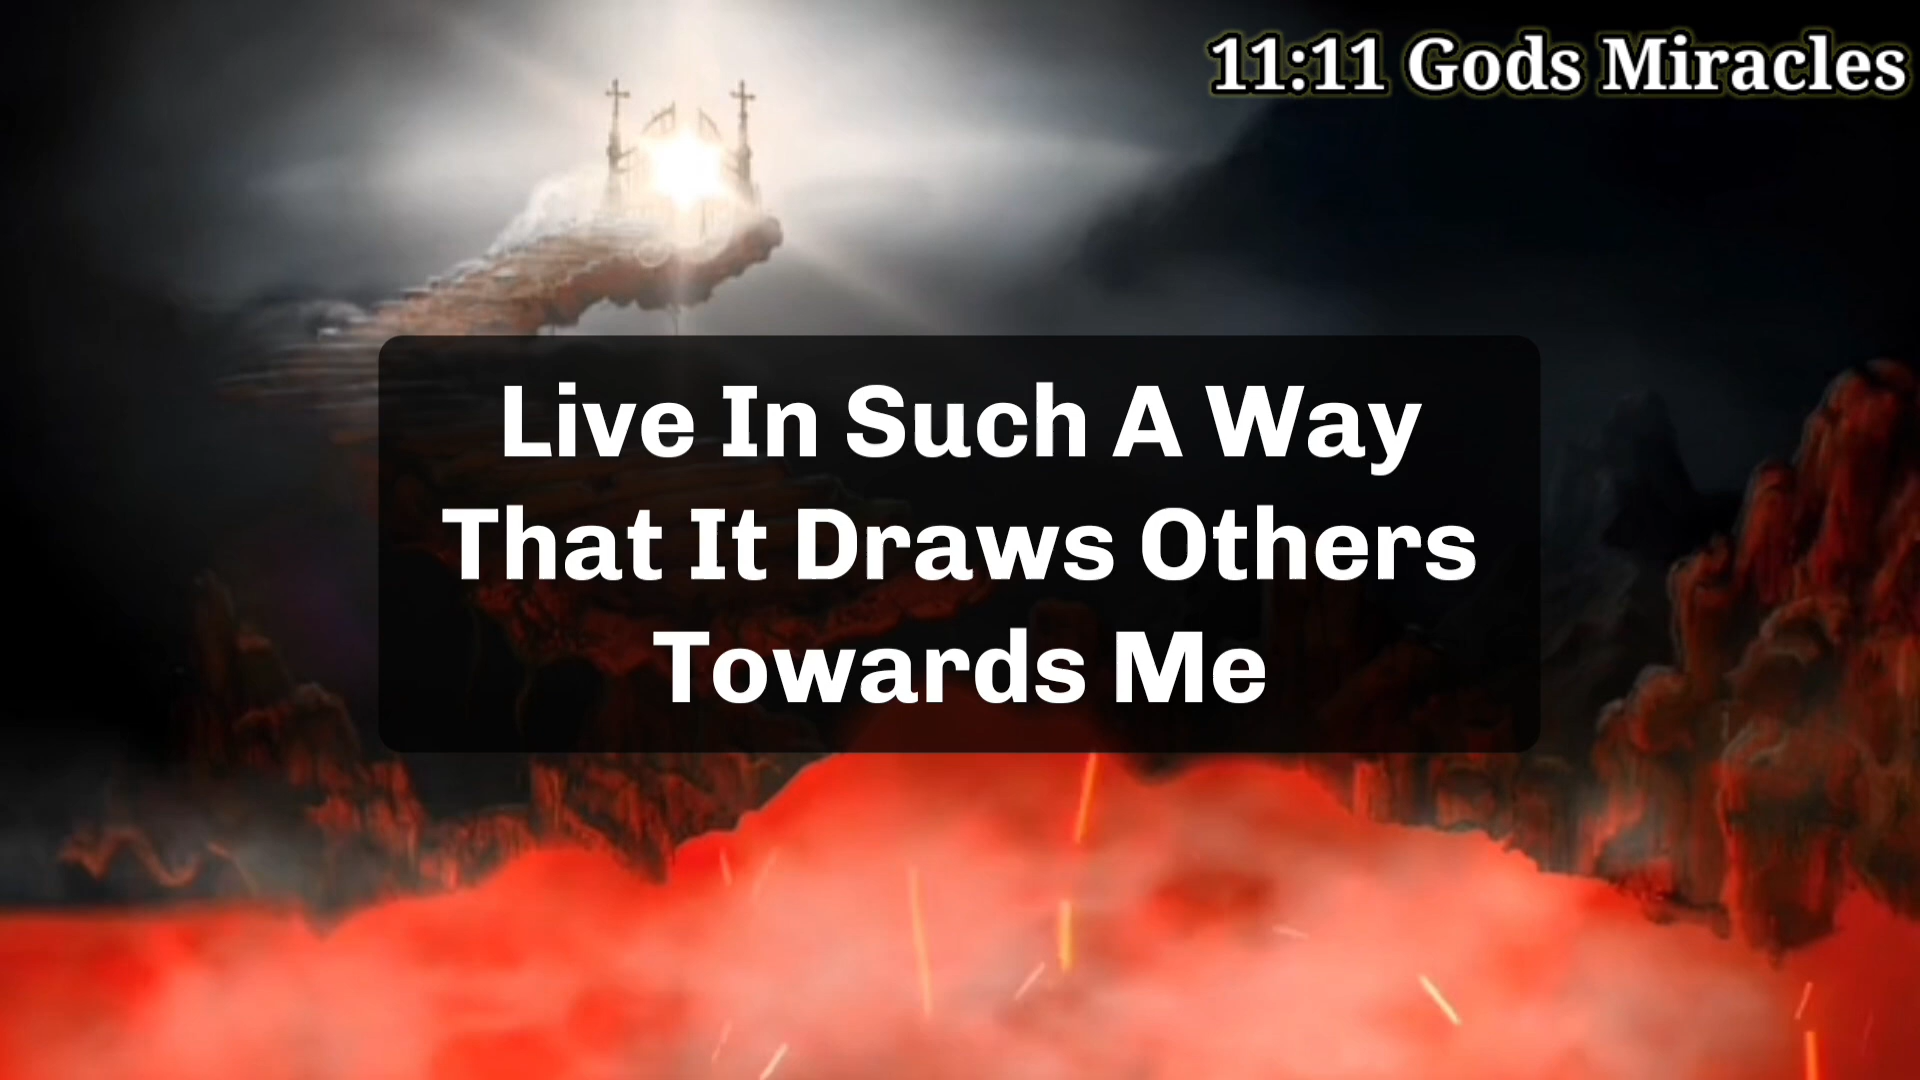 11:11 Gods Miracles
Live In Such A Way
That It Draws Others
Towards Me